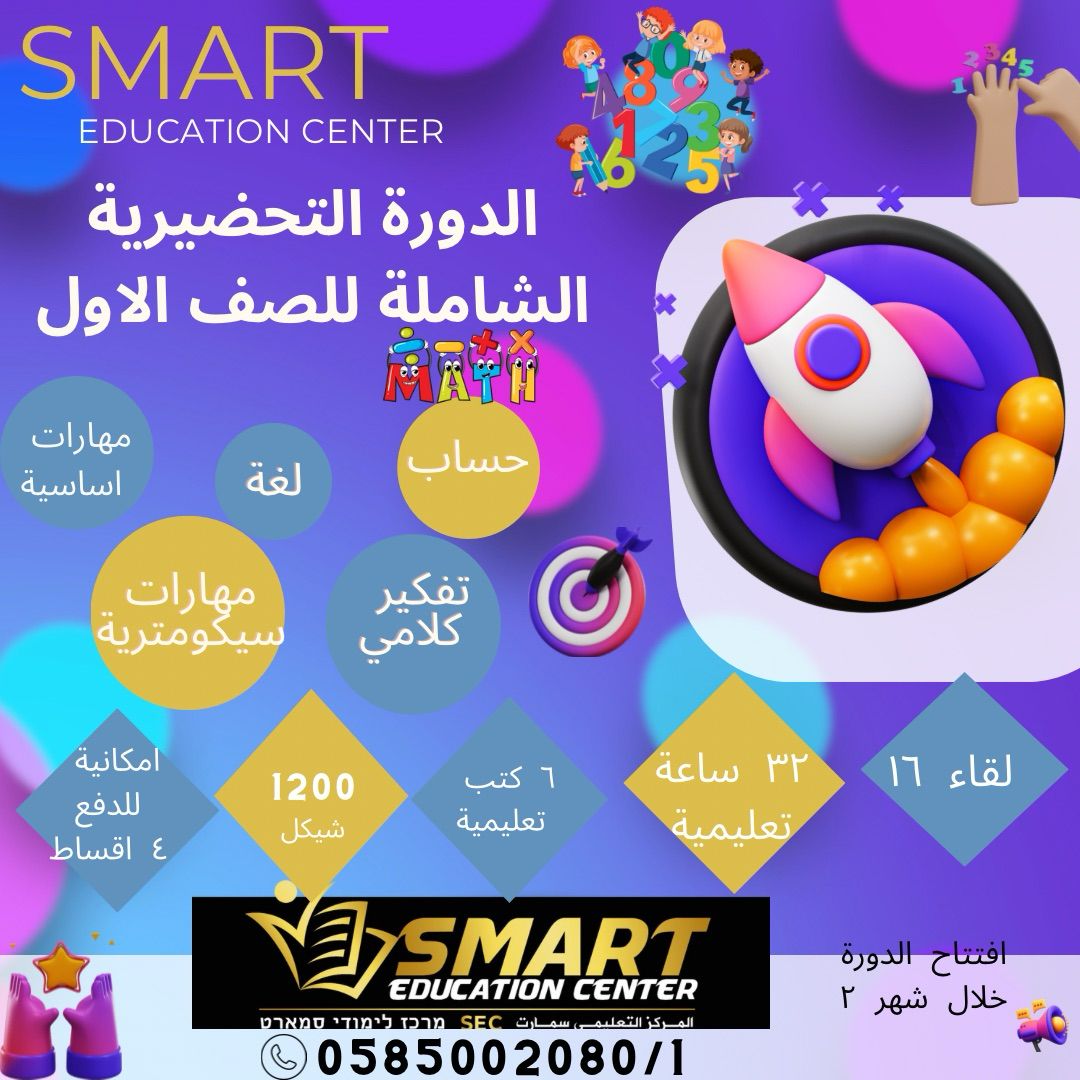 SMART
EDUCATION CENTER
الدورة التحضيرية
الشاملة للصف الاول
MATH
مهارات
اساسية
لغة
حساب
مهارات
سيكومترية
تفكير
كلامي
لقاء ١٦
٣٢ ساعة
تعليمية
٦ كتب
تعليمية
1200
شيكل
امكانية
للدفع
٤ اقساط
SMART
EDUCATION CENTER
המרכז לימודי סמארט SEC المركز التعليمي سمارت
افتتاح الدورة
خلال شهر ٢
0585002080/1